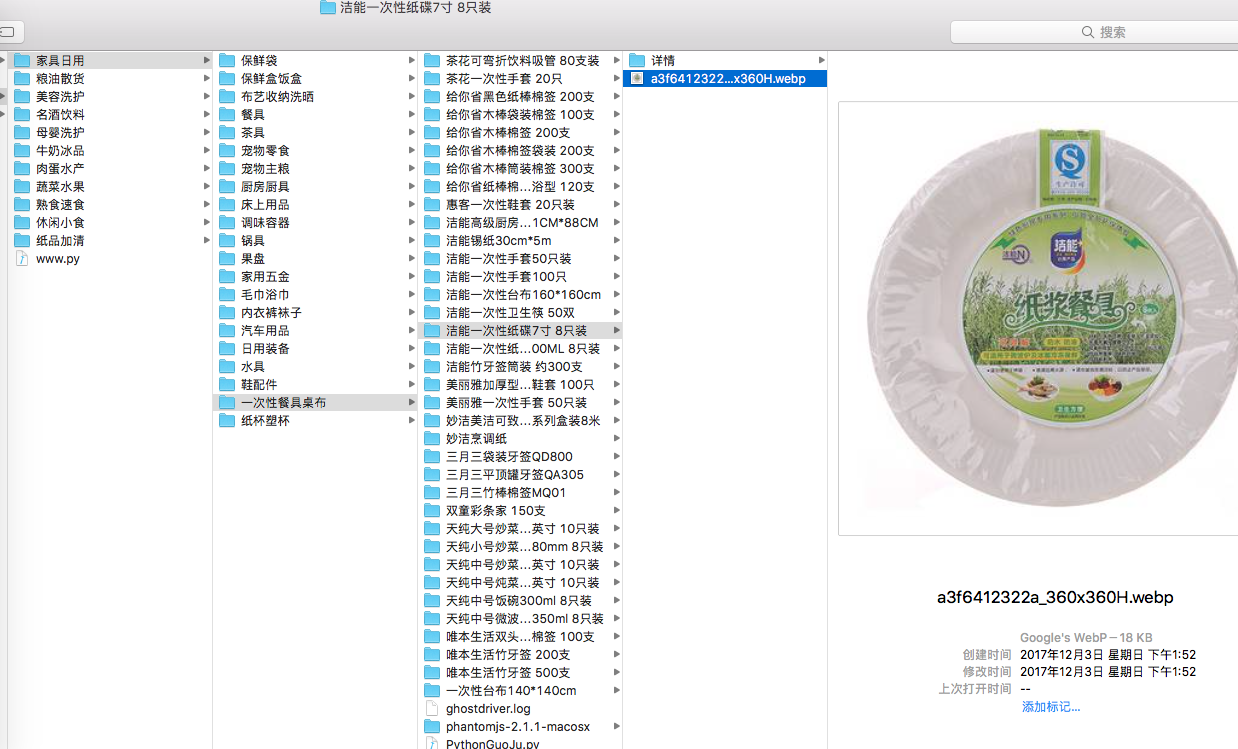 洁能一次性纸碟7寸 8只装
搜索
家具日用
粮油散货
美容洗护
名酒饮料
母婴洗护
牛奶冰品
肉蛋水产
蔬菜水果
熟食速食
休闲小食
纸品加清
www.py
保鲜袋
保鲜盒饭盒
布艺收纳洗晒
餐具
茶具
宠物零食
宠物主粮
厨房厨具
床上用品
调味容器
锅具
果盘
家用五金
毛巾浴巾
内衣裤袜子
汽车用品
日用装备
水具
鞋配件
一次性餐具桌布
纸杯塑杯
茶花可弯折饮料吸管 80支装
茶花一次性手套 20只
给你省黑色纸棒棉签 200支
给你省木棒袋装棉签 100支
给你省木棒棉签 200支
给你省木棒棉签袋装 200支
给你省木棒筒装棉签 300支
给你省纸棒棉...浴型 120支
惠客一次性鞋套 20只装
洁能高级厨房...1CM*88CM
洁能锡纸30cm*5m
洁能一次性手套50只装
洁能一次性手套100只
洁能一次性台布160*160cm
洁能一次性卫生筷 50双
洁能一次性纸碟7寸 8只装
洁能一次性纸...00ML 8只装
洁能竹牙签筒装 约300支
美丽雅加厚型...鞋套 100只
美丽雅一次性手套 50只装
妙洁美洁可致...系列盒装8米
妙洁烹调纸
三月三袋装牙签QD800
三月三平顶罐牙签QA305
三月三竹棒棉签MQ01
双童彩条家 150支
天纯大号炒菜...英寸 10只装
天纯小号炒菜...80mm 8只装
天纯中号炒菜...英寸 10只装
天纯中号炖菜...英寸 10只装
天纯中号饭碗300ml 8只装
天纯中号微波...350ml 8只装
唯本生活双头...棉签 100支
唯本生活竹牙签 200支
唯本生活竹牙签 500支
一次性台布140*140cm
ghostdriver.log
phantomjs-2.1.1-macosx
PythonGuoJu.py
详情
a3f6412322...x360H.webp
S
生产许可
洁能
纸浆餐具
a3f6412322a_360x360H.webp
Google's WebP – 18 KB
创建时间 2017年12月3日 星期日 下午1:52
修改时间 2017年12月3日 星期日 下午1:52
上次打开时间 --
添加标记...